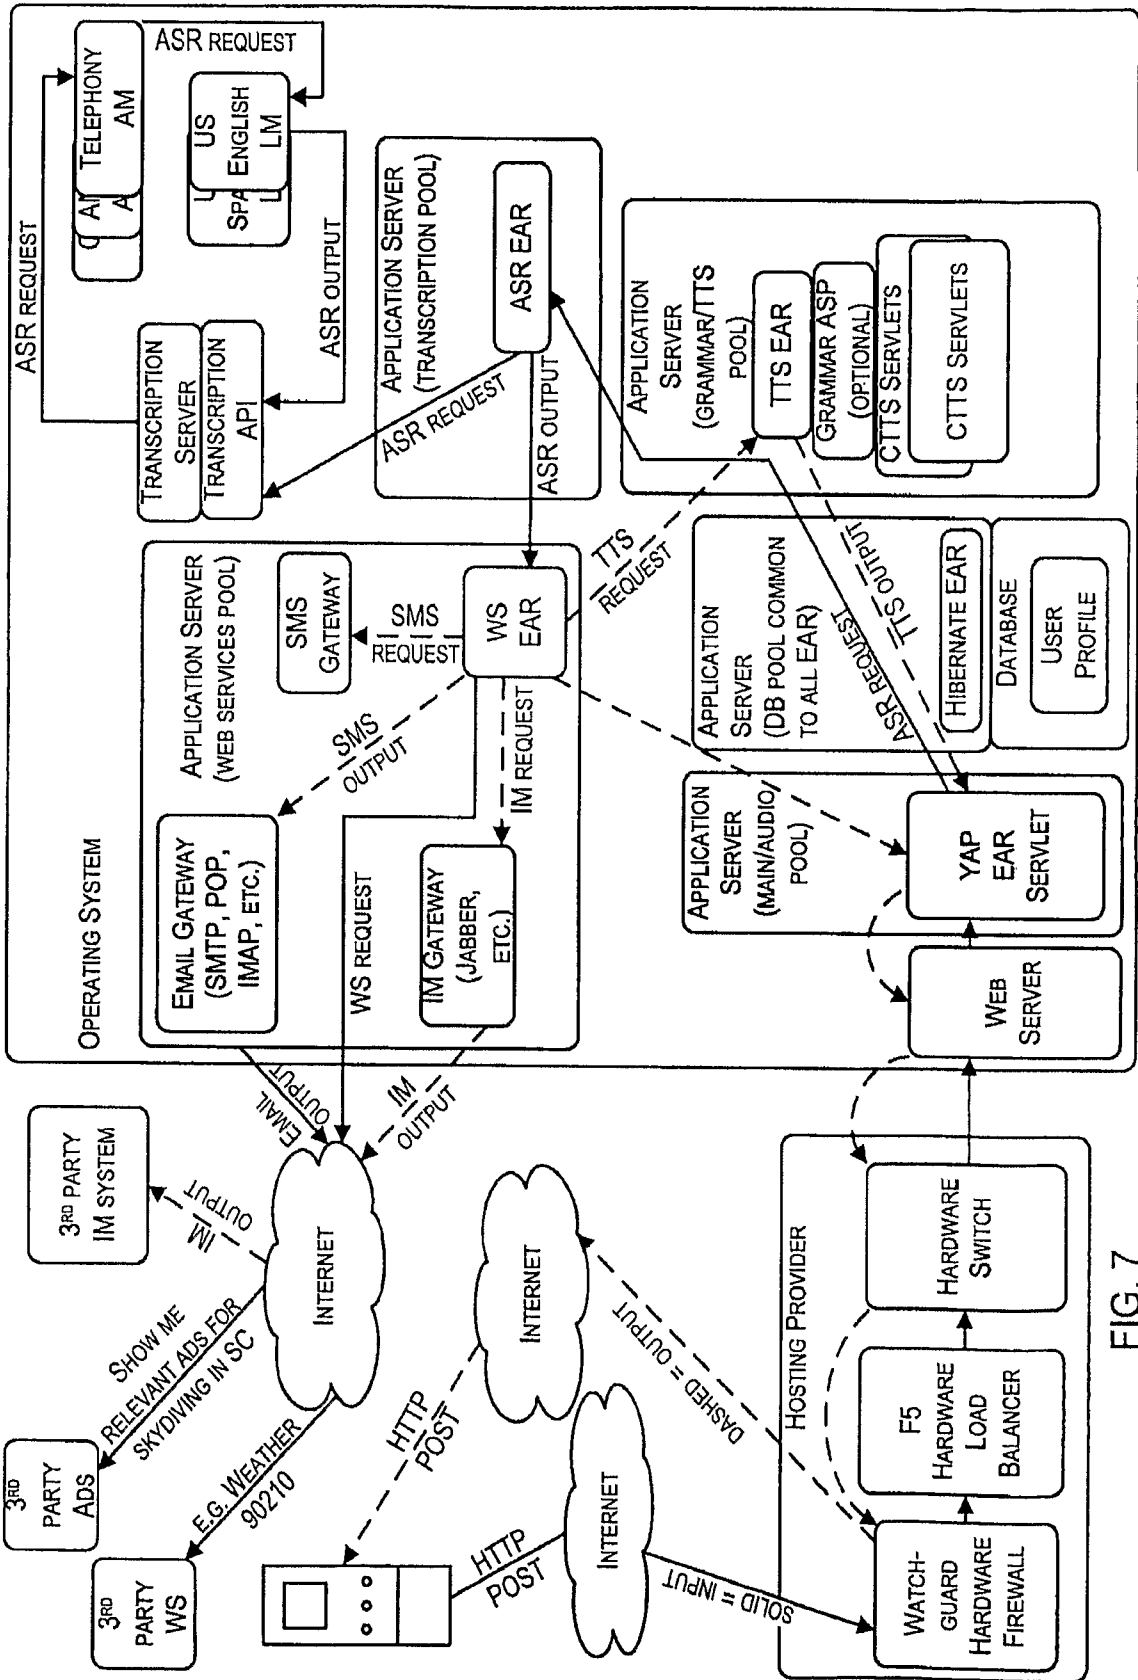 OPERATING SYSTEM
3RD PARTY
IM SYSTEM
3RD
PARTY
ADS
3RD
PARTY
WS
SHOW ME
RELEVANT ADS FOR
SKYDIVING IN SC
E.G. WEATHER
90210
IM
OUTPUT
INTERNET
EMAIL
OUTPUT
WS REQUEST
IM
OUTPUT
EMAIL GATEWAY
(SMTP, POP,
IMAP, ETC.)
IM GATEWAY
(JABBER,
ETC.)
APPLICATION SERVER
(WEB SERVICES POOL)
SMS
GATEWAY
SMS
REQUEST
SMS
OUTPUT
IM REQUEST
WS
EAR
ASR REQUEST
TRANSCRIPTION
SERVER
TRANSCRIPTION
API
TELEPHONY
AM
ASR REQUEST
US
ENGLISH
LM
SPA
ASR OUTPUT
APPLICATION SERVER
(TRANSCRIPTION POOL)
ASR EAR
ASR REQUEST
ASR OUTPUT
TTS
REQUEST
APPLICATION
SERVER
(GRAMMAR/TTS
POOL)
TTS EAR
GRAMMAR ASP
(OPTIONAL)
CTTS SERVLETS
CTTS SERVLETS
APPLICATION
SERVER
(DB POOL COMMON
TO ALL EAR)
HIBERNATE EAR
DATABASE
USER
PROFILE
ASR REQUEST
TTS OUTPUT
APPLICATION
SERVER
(MAIN/AUDIO
POOL)
YAP
EAR
SERVLET
WEB
SERVER
HTTP
POST
INTERNET
HTTP
POST
INTERNET
DASHED = OUTPUT
SOLID = INPUT
HOSTING PROVIDER
WATCH-
GUARD
HARDWARE
FIREWALL
F5
HARDWARE
LOAD
BALANCER
HARDWARE
SWITCH
FIG. 7